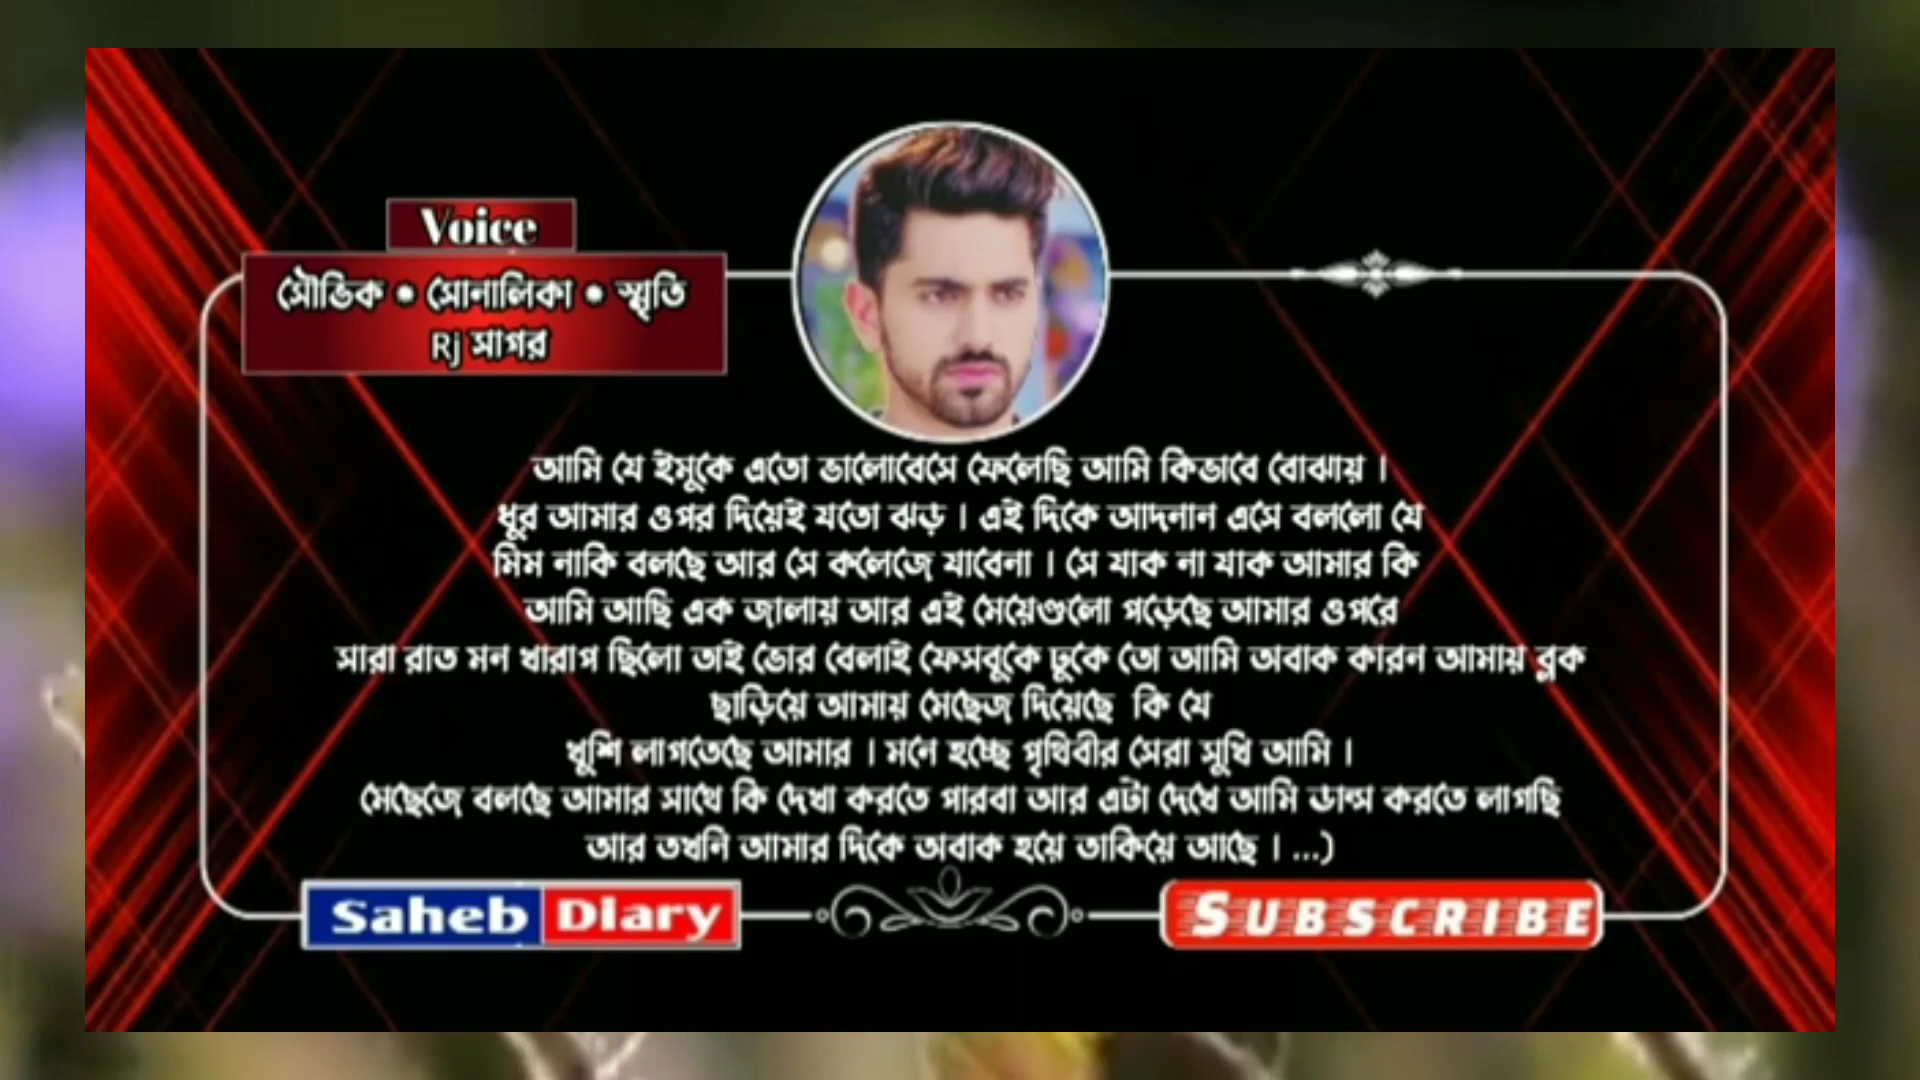 Voice
সৌভিক • সোনালিকা • স্মৃতি
Rj সাগর
আমি যে ইমুকে এতো ভালোবেসে ফেলেছি আমি কিভাবে বোঝায় ।
ধুর আমার ওপর দিয়েই যতো ঝড় । এই দিকে আদনান এসে বললো যে
মিম নাকি বলছে আর সে কলেজে যাবেনা । সে যাক না যাক আমার কি
আমি আছি এক জালায় আর এই মেয়েগুলো পড়েছে আমার ওপরে
সারা রাত মন খারাপ ছিলো তাই ভোর বেলাই ফেসবুকে ঢুকে তো আমি অবাক কারন আমায় ব্লক
ছাড়িয়ে আমায় মেছেজ দিয়েছে কি যে
খুশি লাগতেছে আমার । মনে হচ্ছে পৃথিবীর সেরা সুখি আমি ।
মেছেজে বলছে আমার সাথে কি দেখা করতে পারবা আর এটা দেখে আমি ডান্স করতে লাগছি
আর তখনি আমার দিকে অবাক হয়ে তাকিয়ে আছে । ...)
Saheb Diary
SUBSCRIBE